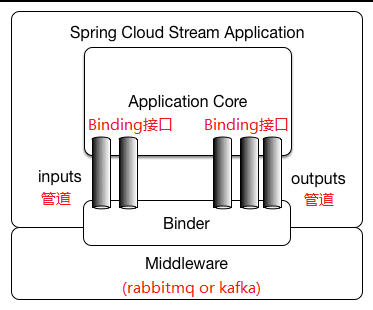 Spring Cloud Stream Application
Application Core
Binding接口 Binding接口
inputs outputs
管道 管道
Binder
Middleware
(rabbitmq or kafka)